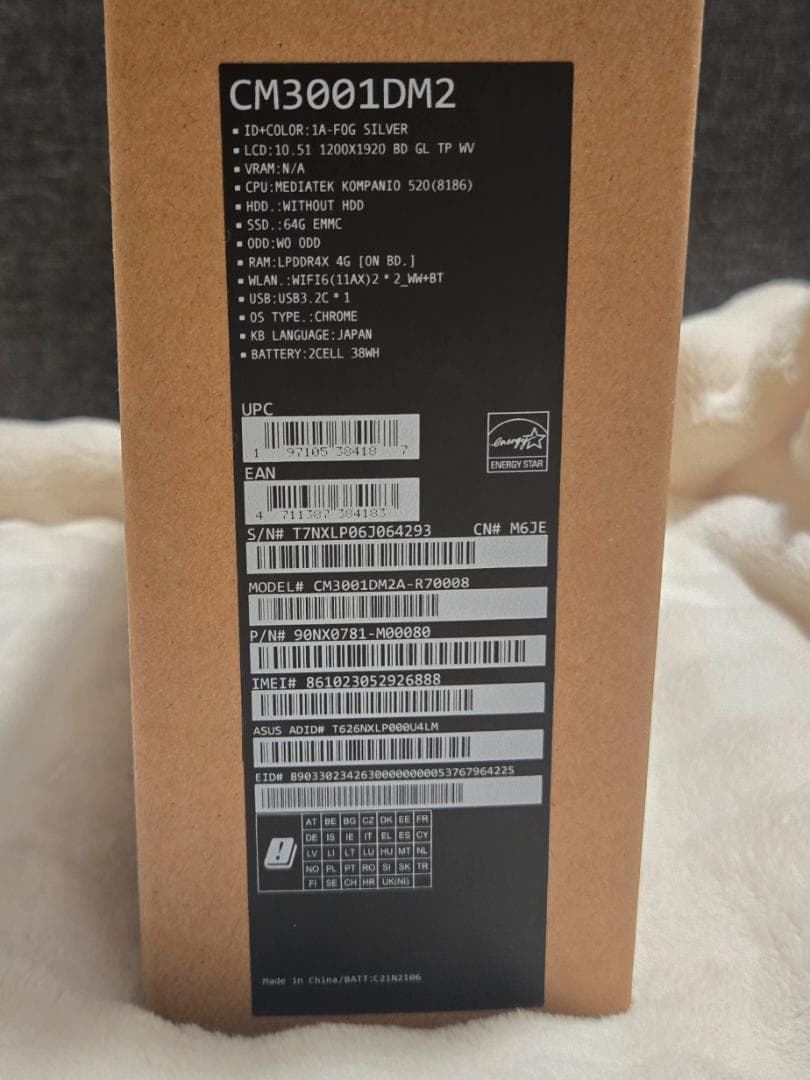 CM3001DM2
▪ ID+COLOR:1A-FOG SILVER
▪ LCD:10.51 1200X1920 BD GL TP WV
▪ VRAM:N/A
▪ CPU:MEDIATEK KOMPANIO 520(8186)
▪ HDD.:WITHOUT HDD
▪ SSD.:64G EMMC
▪ ODD:WO ODD
▪ RAM:LPDDR4X 4G [ON BD.]
▪ WLAN.:WIFI6(11AX)2*2_WW+BT
▪ USB:USB3.2C*1
▪ OS TYPE.:CHROME
▪ KB LANGUAGE:JAPAN
▪ BATTERY:2CELL 38WH
UPC
1 97105 38418 7
energy
ENERGY STAR
EAN
4 711387 384183
S/N# T7NXLP06J064293 CN# M6JE
MODEL# CM3001DM2A-R70008
P/N# 90NX0781-M00080
IMEI# 861023052926888
ASUS ADID# T626NXLP000U4LM
EID# 89033023426300000000053767964225
AT BE BG CZ DK EE FR
DE IS IE IT EL ES CY
LV LI LT LU HU MT NL
NO PL PT RO SI SK TR
FI SE CH HR UK(NI)
Made in China/BATT:C21N2106